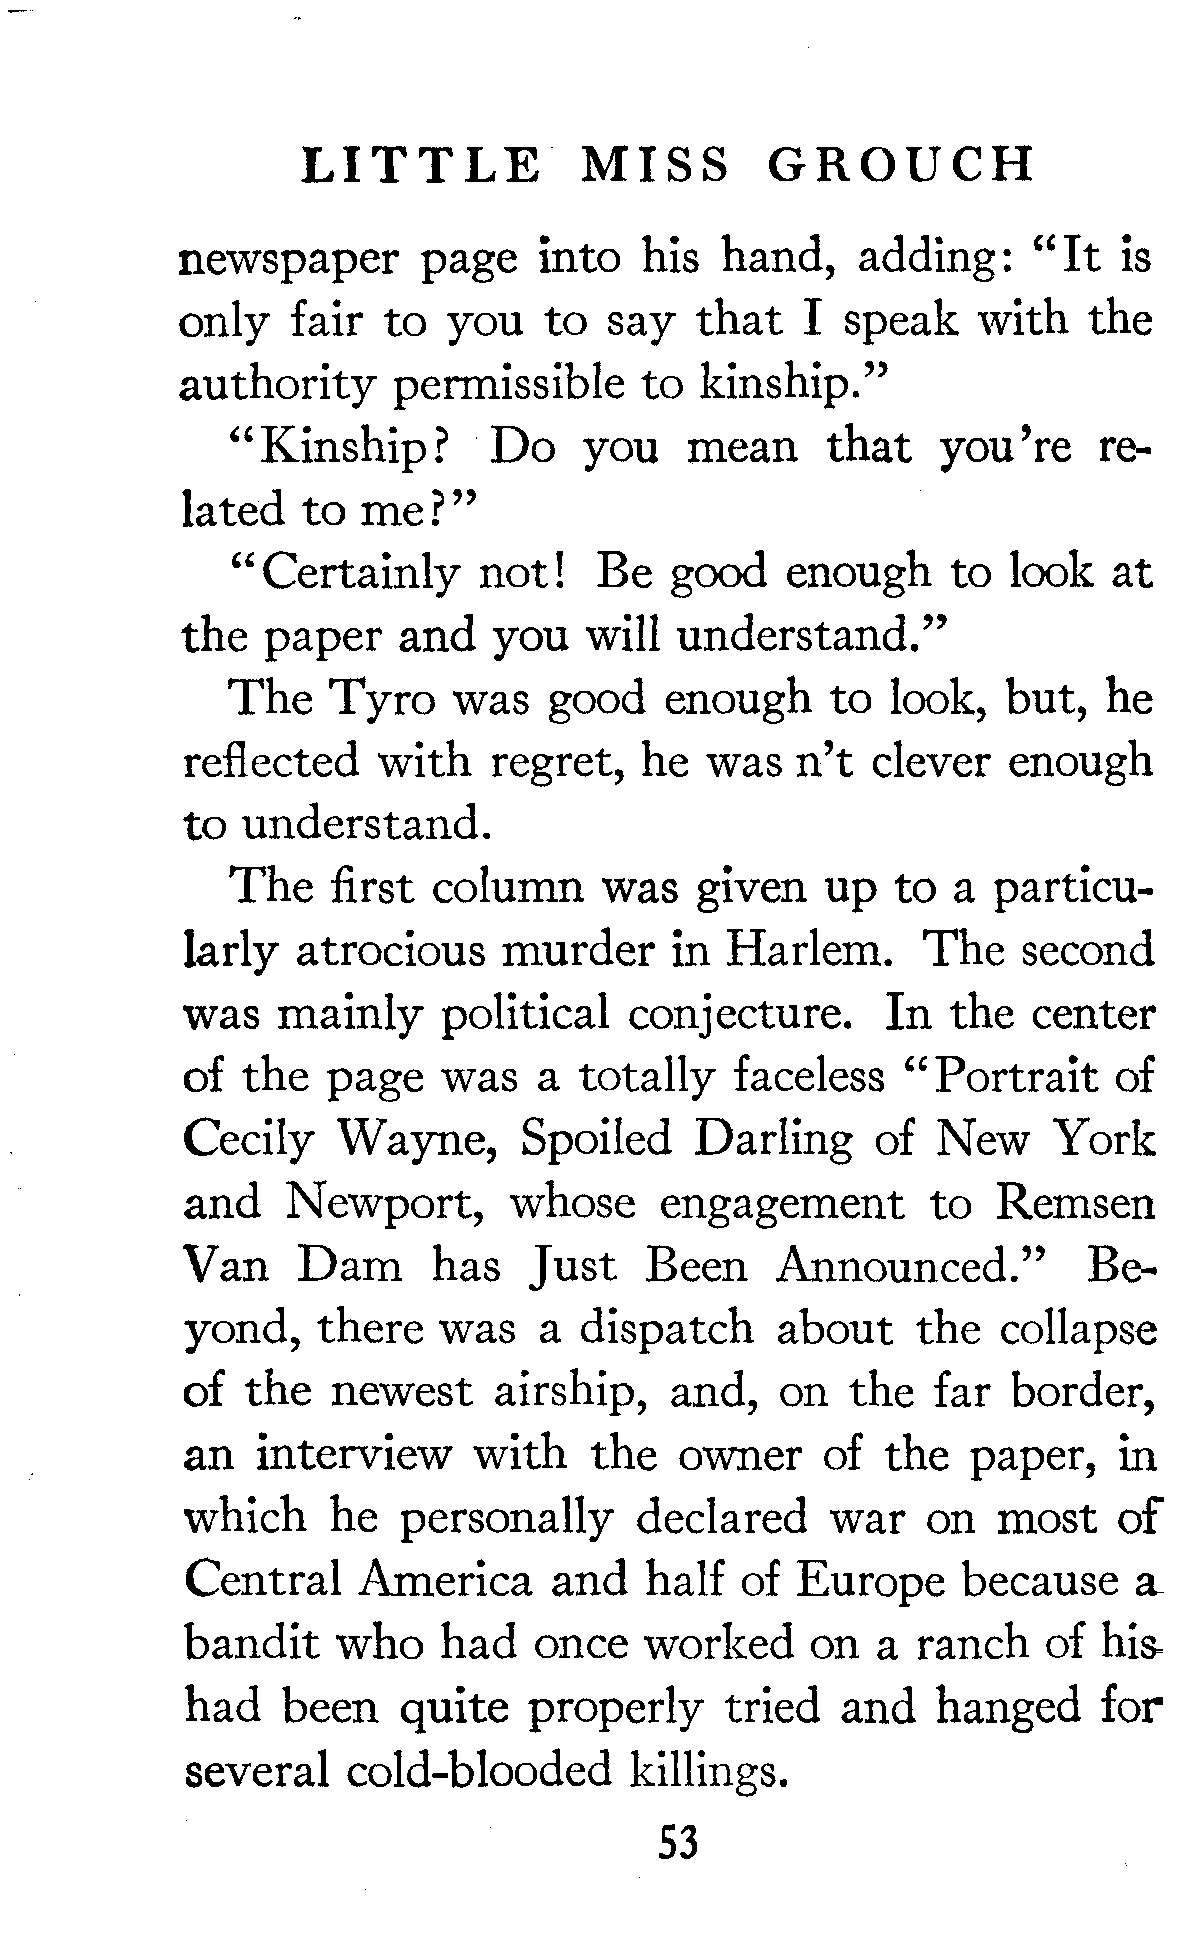 LITTLE MISS GROUCH
newspaper page into his hand, adding: “It is
only fair to you to say that I speak with the
authority permissible to kinship.”
“Kinship? Do you mean that you’re re-
lated to me?”
“Certainly not! Be good enough to look at
the paper and you will understand.”
The Tyro was good enough to look, but, he
reflected with regret, he was n’t clever enough
to understand.
The first column was given up to a particu-
larly atrocious murder in Harlem. The second
was mainly political conjecture. In the center
of the page was a totally faceless “Portrait of
Cecily Wayne, Spoiled Darling of New York
and Newport, whose engagement to Remsen
Van Dam has Just Been Announced.” Be-
yond, there was a dispatch about the collapse
of the newest airship, and, on the far border,
an interview with the owner of the paper, in
which he personally declared war on most of
Central America and half of Europe because a
bandit who had once worked on a ranch of his
had been quite properly tried and hanged for
several cold-blooded killings.
53